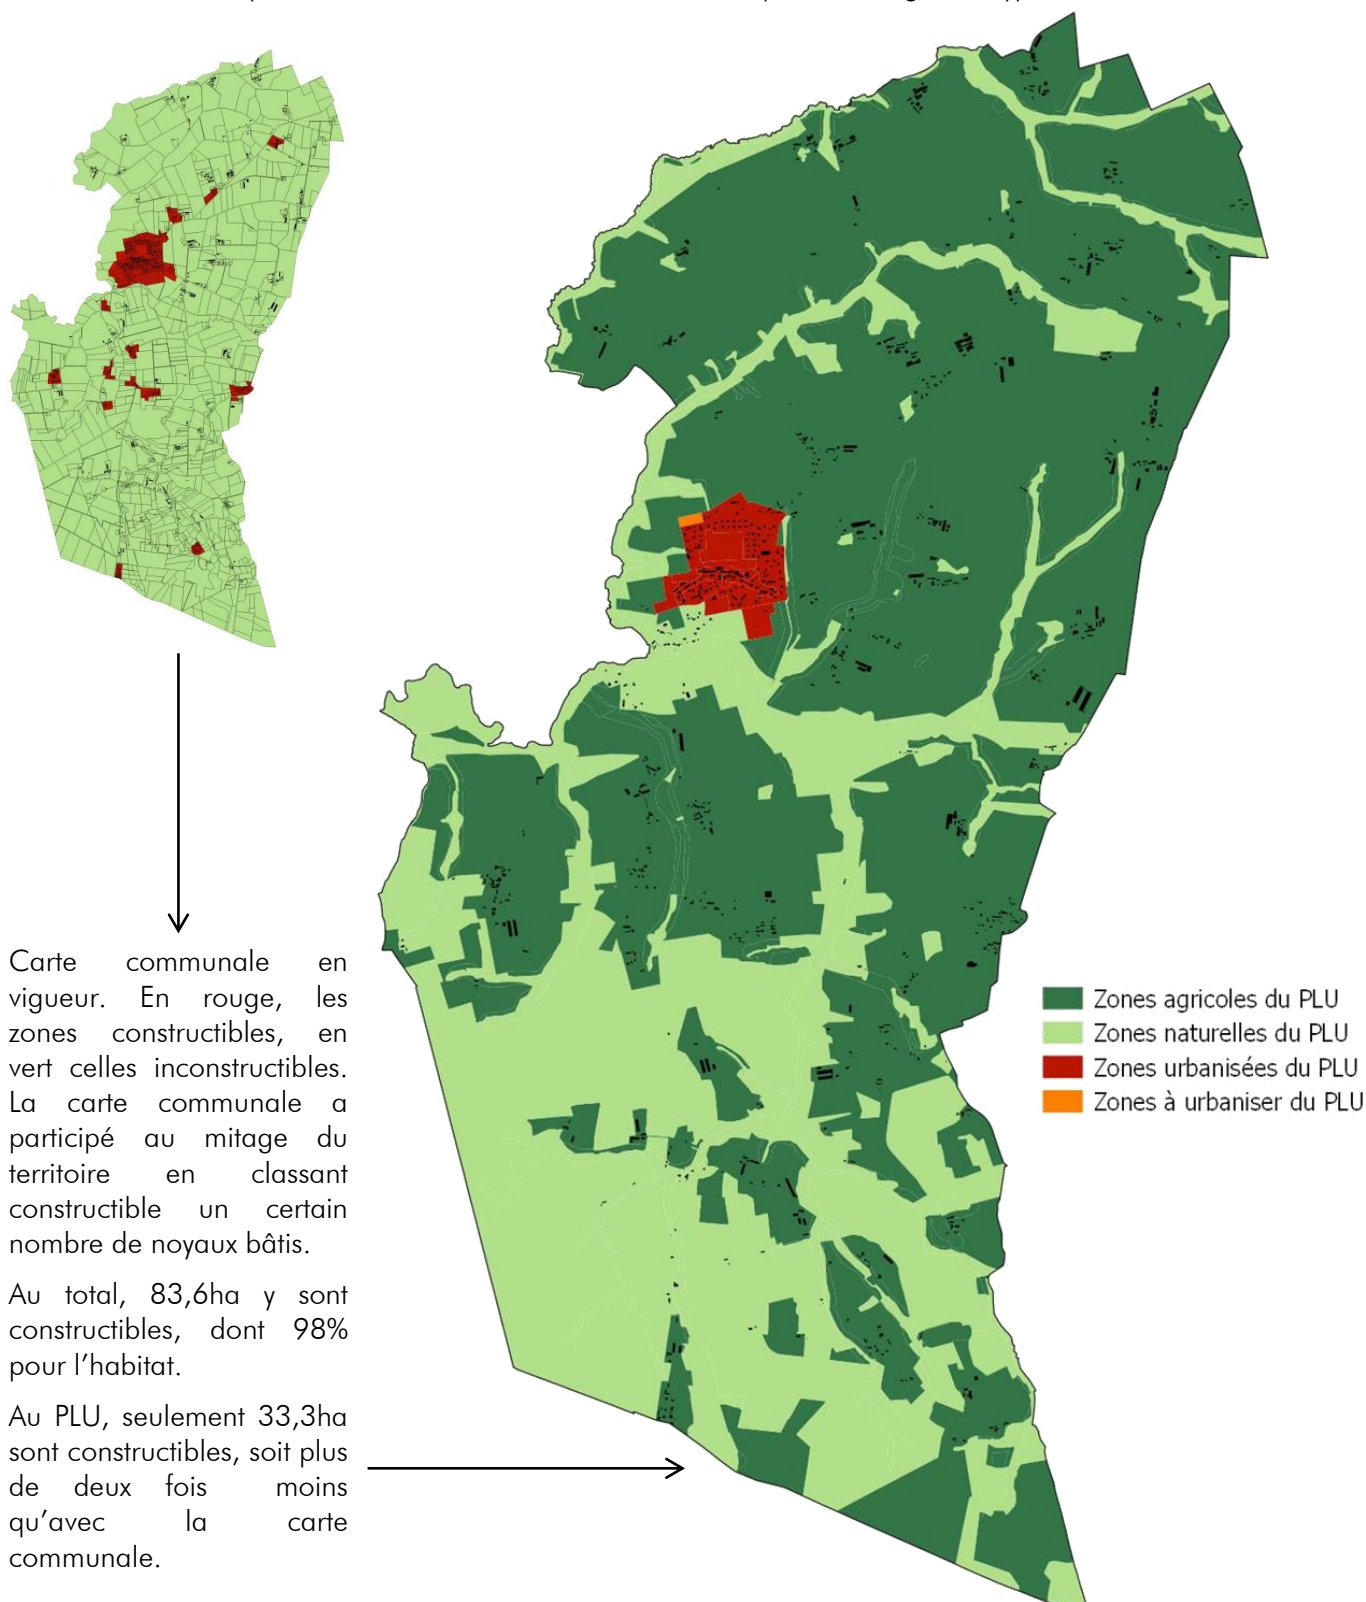 Carte communale en
vigueur. En rouge, les
zones constructibles, en
vert celles inconstructibles.
La carte communale a
participé au mitage du
territoire en classant
constructible un certain
nombre de noyaux bâtis.
Au total, 83,6ha y sont
constructibles, dont 98%
pour l'habitat.
Au PLU, seulement 33,3ha
sont constructibles, soit plus
de deux fois moins
qu'avec la carte
communale.
Zones agricoles du PLU
Zones naturelles du PLU
Zones urbanisées du PLU
Zones à urbaniser du PLU